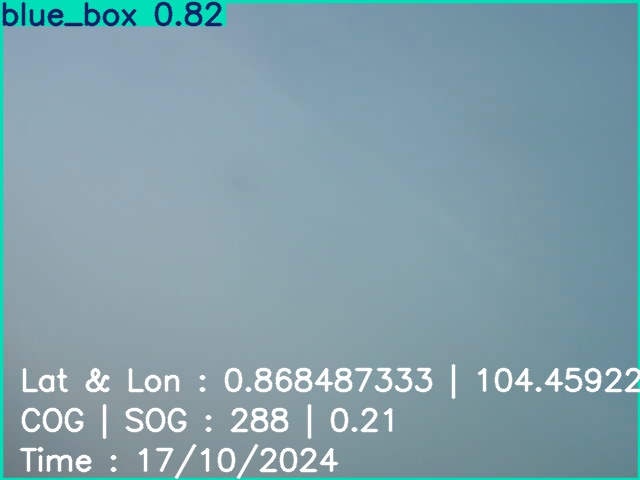 blue_box 0.82
Lat & Lon : 0.868487333 | 104.45922
COG | SOG : 288 | 0.21
Time : 17/10/2024